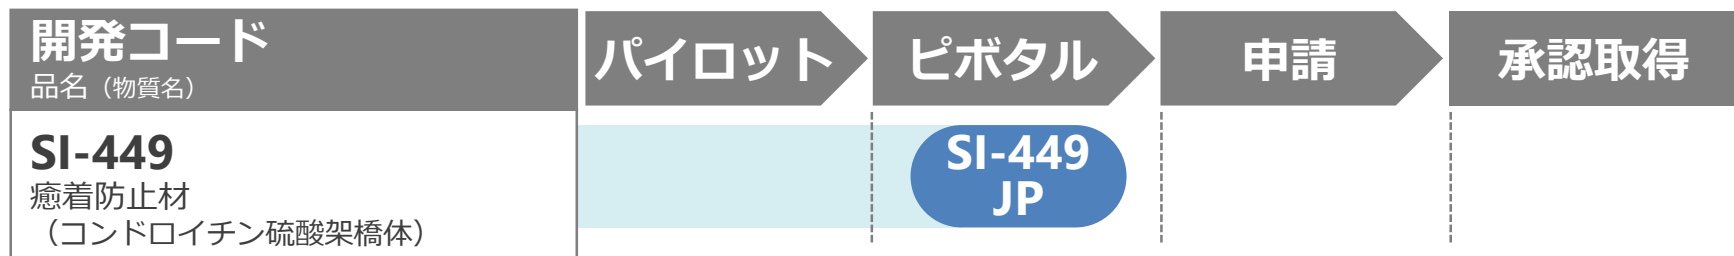 開発コード
品名（物質名）
パイロット
ピボタル
申請
承認取得
SI-449
癒着防止材
（コンドロイチン硫酸架橋体）
SI-449
JP